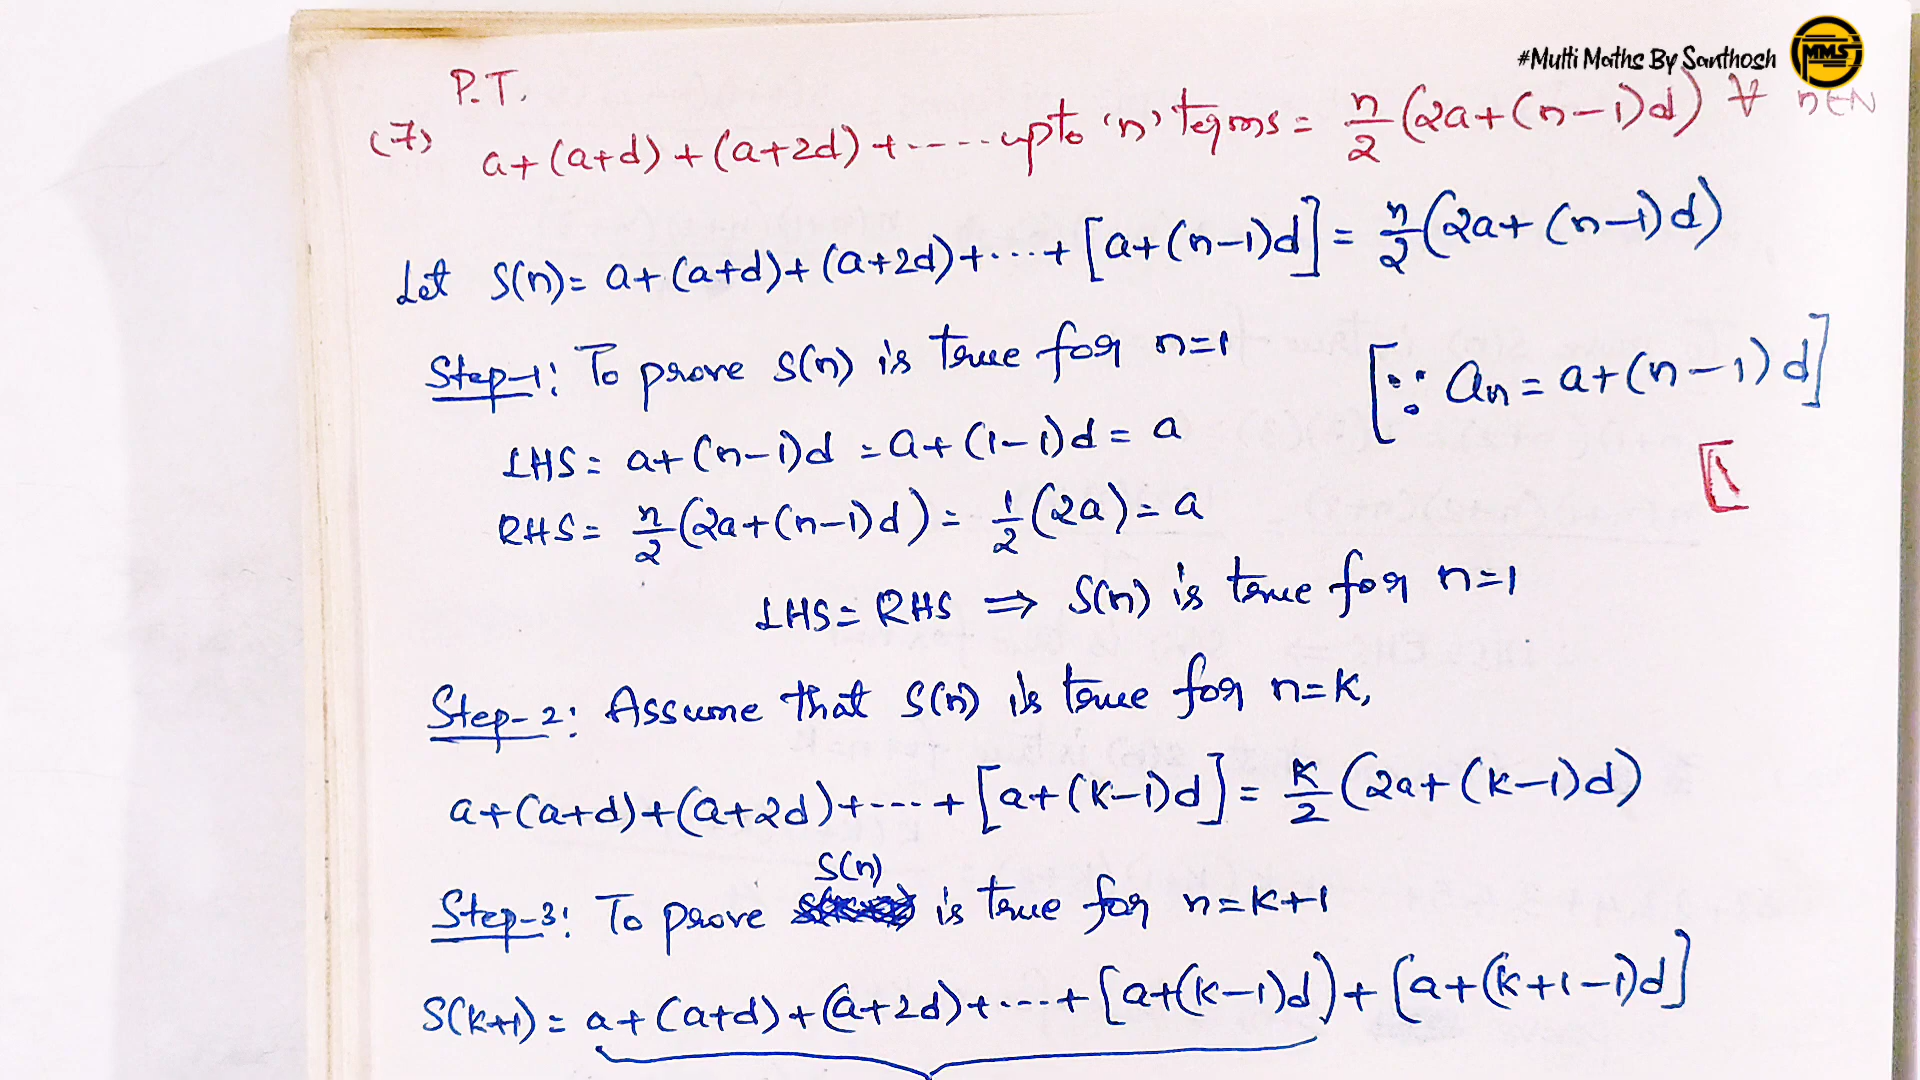 #Multi Maths By Santhosh MMS
P.T.
(7) a+(a+d)+(a+2d)+-----upto 'n' terms = n/2 (2a+(n-1)d) ∀ n∈N
Let S(n)= a+(a+d)+(a+2d)+...+[a+(n-1)d] = n/2 (2a+(n-1)d)
Step-1: To prove S(n) is true for n=1
[∵ an = a+(n-1)d]
LHS = a+(n-1)d = a+(1-1)d = a
RHS = n/2 (2a+(n-1)d) = 1/2 (2a) = a
LHS = RHS ⇒ S(n) is true for n=1
Step-2: Assume that S(n) is true for n=k,
a+(a+d)+(a+2d)+---+[a+(k-1)d] = k/2 (2a+(k-1)d)
S(n)
Step-3: To prove is true for n=k+1
S(k+1) = a+(a+d)+(a+2d)+...+[a+(k-1)d)+[a+(k+1-1)d]